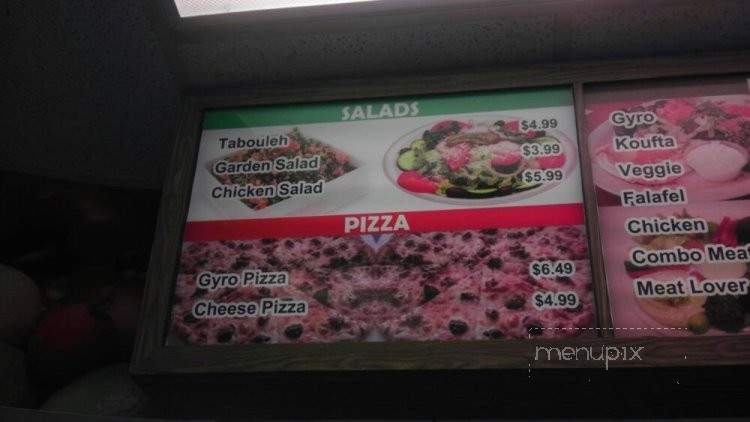 SALADS
Tabouleh $4.99
Garden Salad $3.99
Chicken Salad $5.99
PIZZA
Gyro Pizza $6.49
Cheese Pizza $4.99
Gyro
Koufta
Veggie
Falafel
Chicken
Combo Meat
Meat Lover
menupix